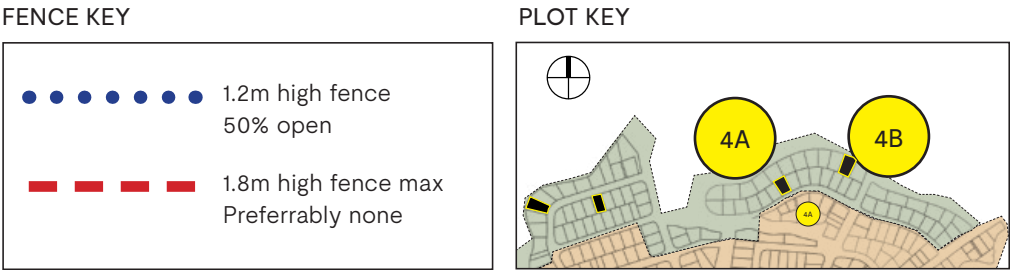 FENCE KEY
1.2m high fence
50% open
1.8m high fence max
Preferrably none
PLOT KEY
4A
4B
4A